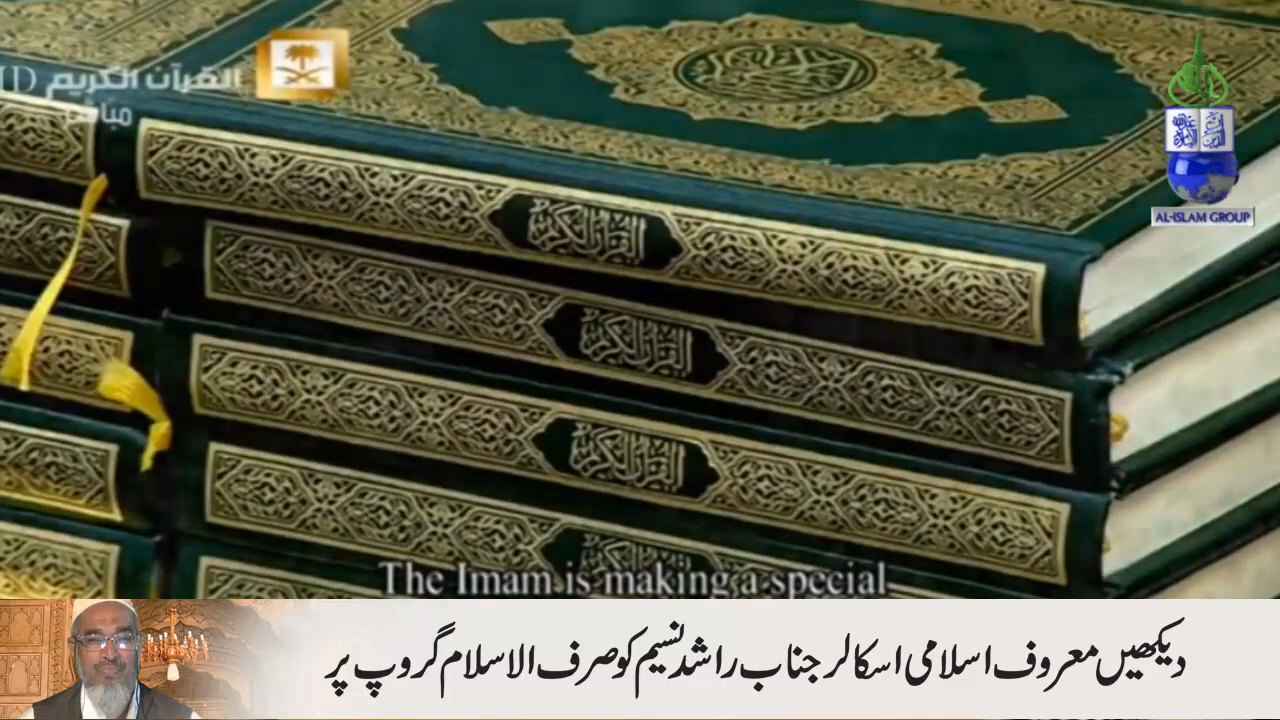 القرآن الكريم HD
مباشر
AL-ISLAM GROUP
القرآن الكريم
القرآن الكريم
القرآن الكريم
The Imam is making a special
دیکھیں معروف اسلامی اسکالر جناب راشد نسیم کو صرف الاسلام گروپ پر